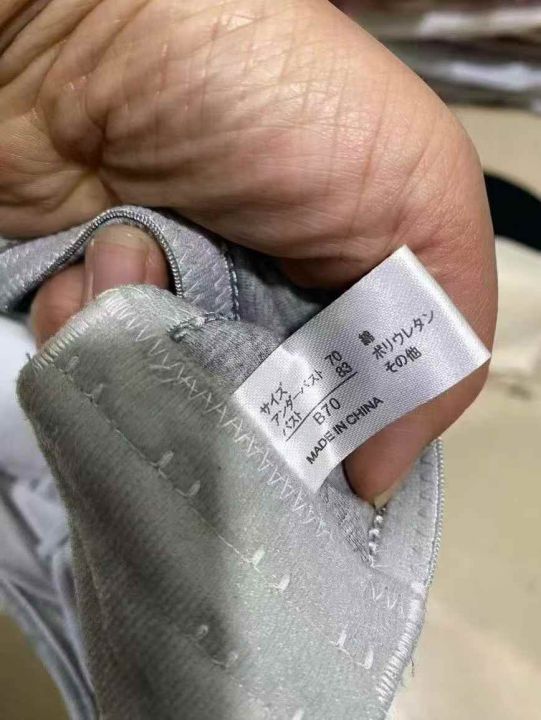 サイズ
アンダーバスト 70
バスト 83
B70
MADE IN CHINA
綿
ポリウレタン
その他